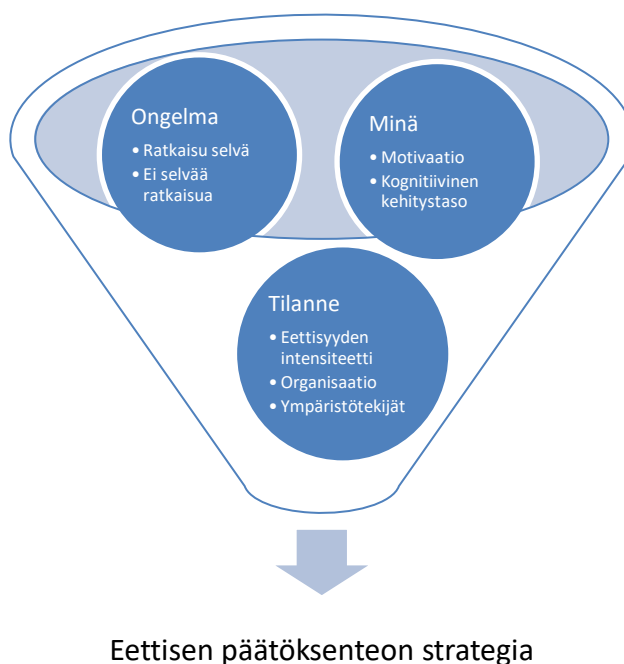 Ongelma
• Ratkaisu selvä
• Ei selvää
ratkaisua
Minä
• Motivaatio
• Kognitiivinen
kehitystaso
Tilanne
• Eettisyyden
intensiteetti
• Organisaatio
• Ympäristötekijät
Eettisen päätöksenteon strategia